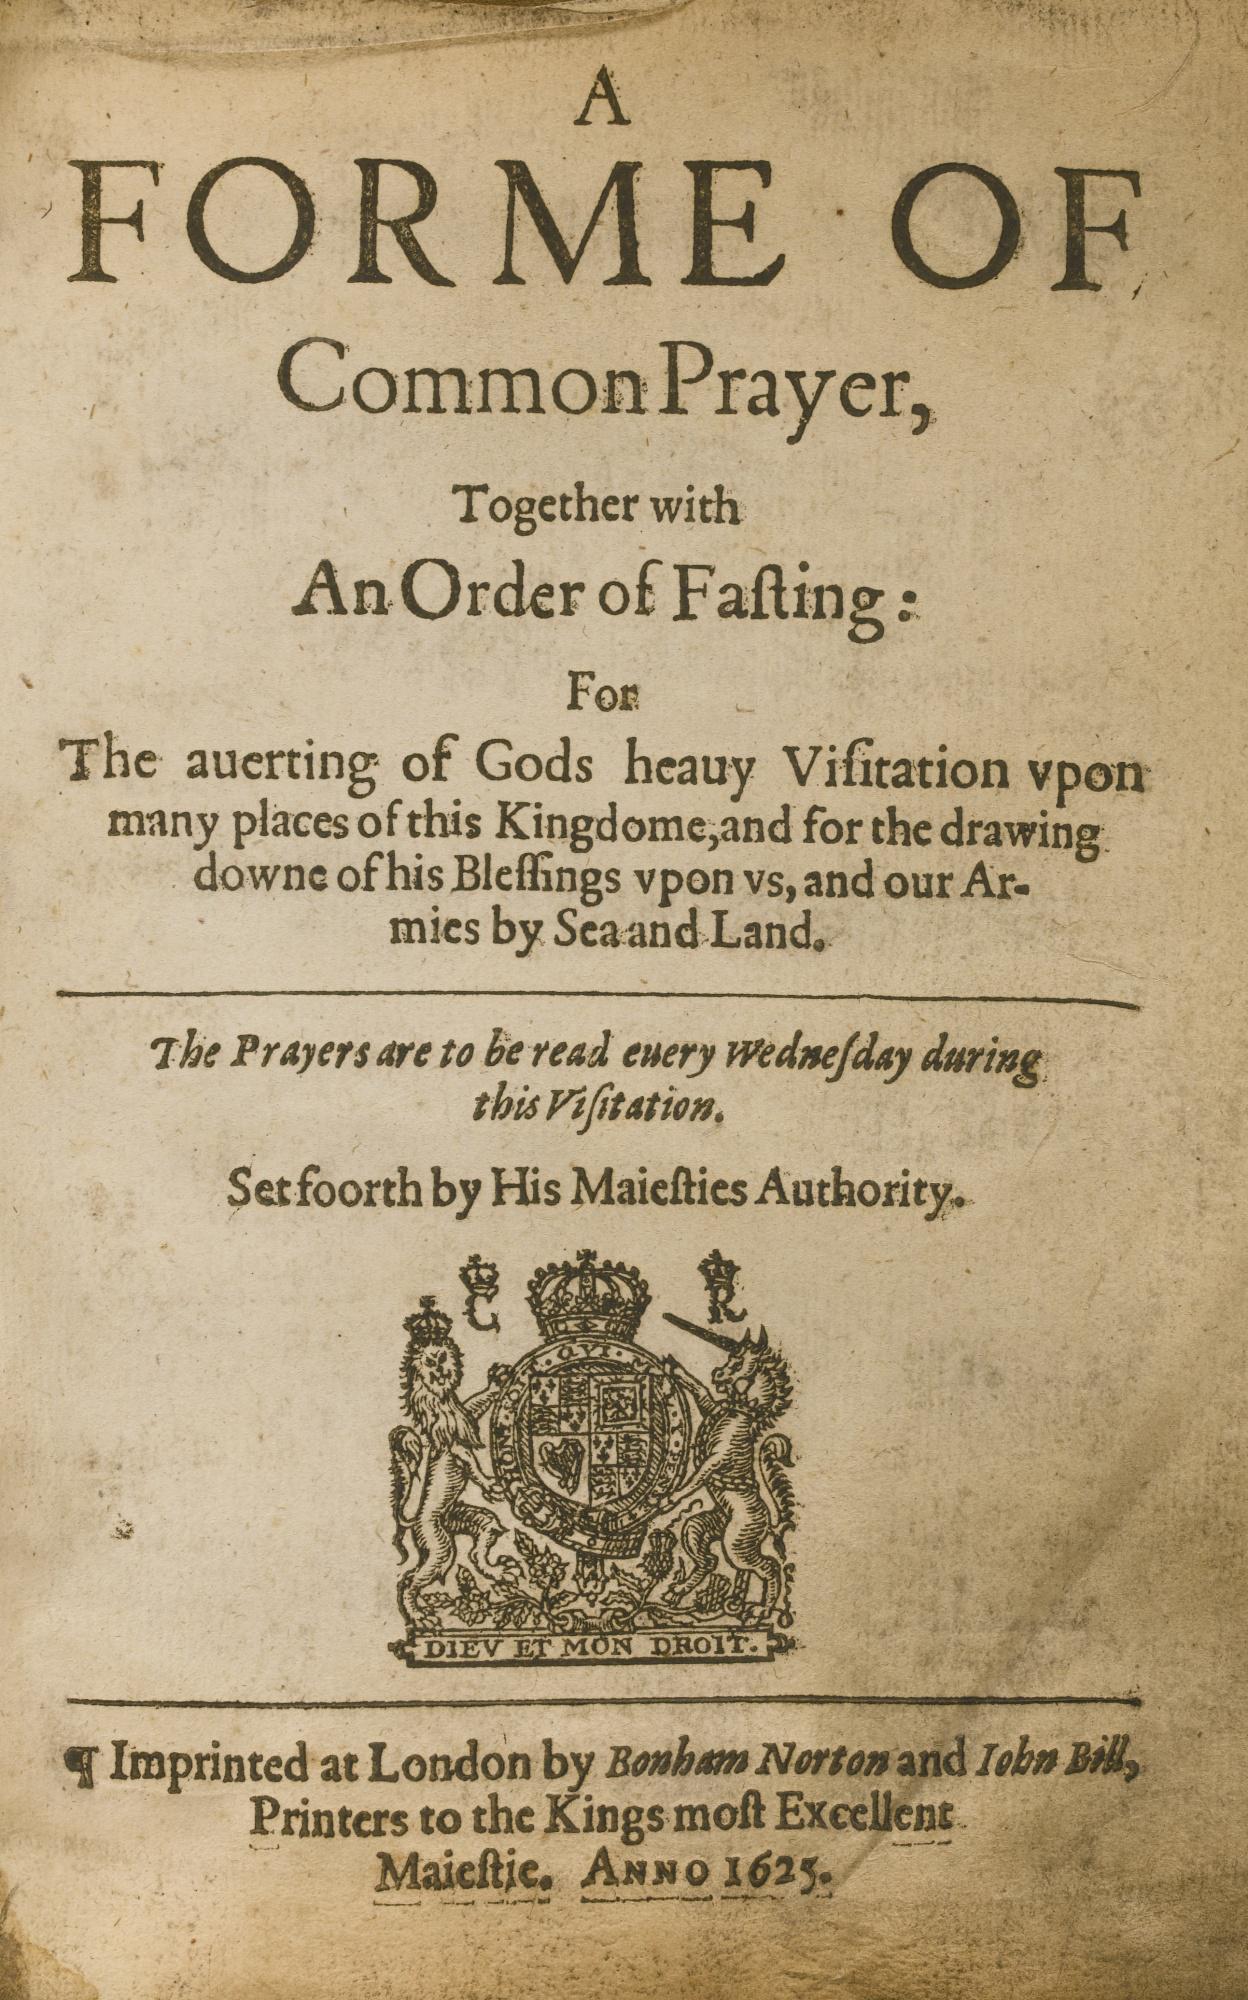 A
FORME OF
Common Prayer,
Together with
An Order of Faſting:
For
The auerting of Gods heauy Viſitation vpon
many places of this Kingdome, and for the drawing
downe of his Bleſſings vpon vs, and our Ar-
mies by Sea and Land.
The Prayers are to be read euery Wedneſday during
this Viſitation.
Set foorth by His Maieſties Authority.
C R
HONI SOIT QVI
DIEV ET MON DROIT.
¶ Imprinted at London by Bonham Norton and Iohn Bill,
Printers to the Kings moſt Excellent
Maieſtie. ANNO 1625.